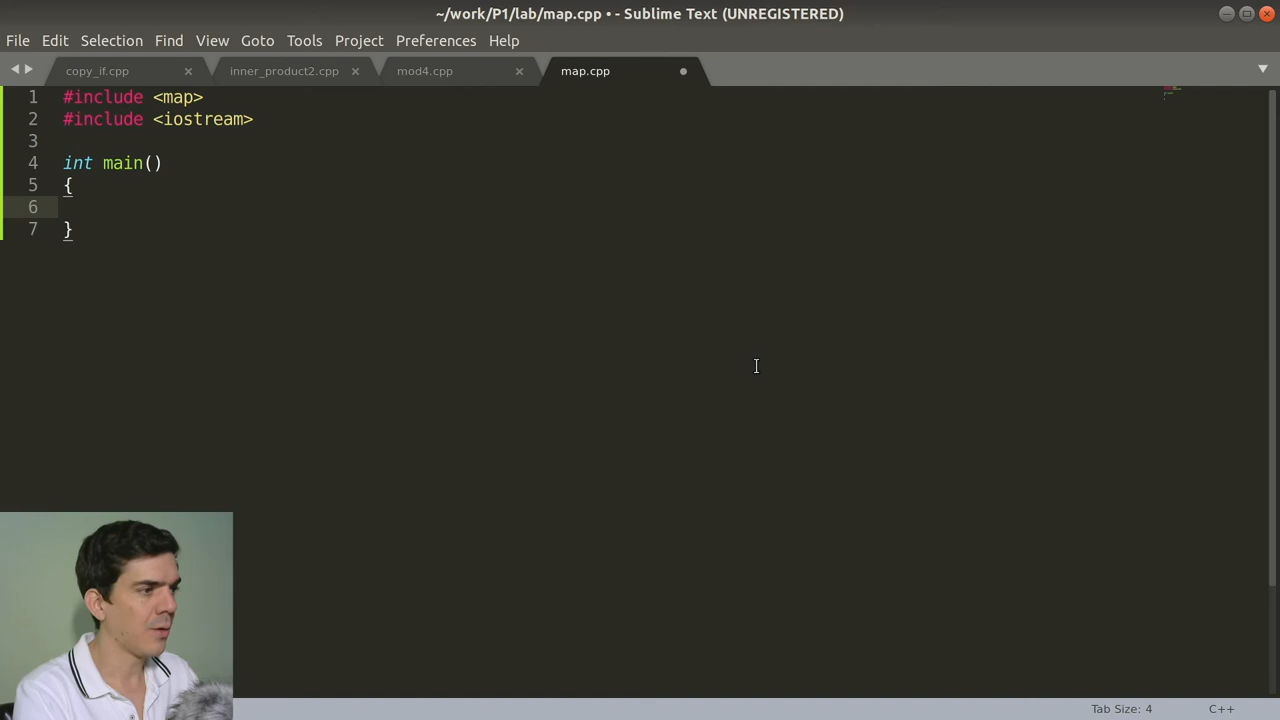 ~/work/P1/lab/map.cpp • - Sublime Text (UNREGISTERED)
File Edit Selection Find View Goto Tools Project Preferences Help
copy_if.cpp inner_product2.cpp mod4.cpp map.cpp
1 #include <map>
2 #include <iostream>
3
4 int main()
5 {
6
7 }
Tab Size: 4 C++